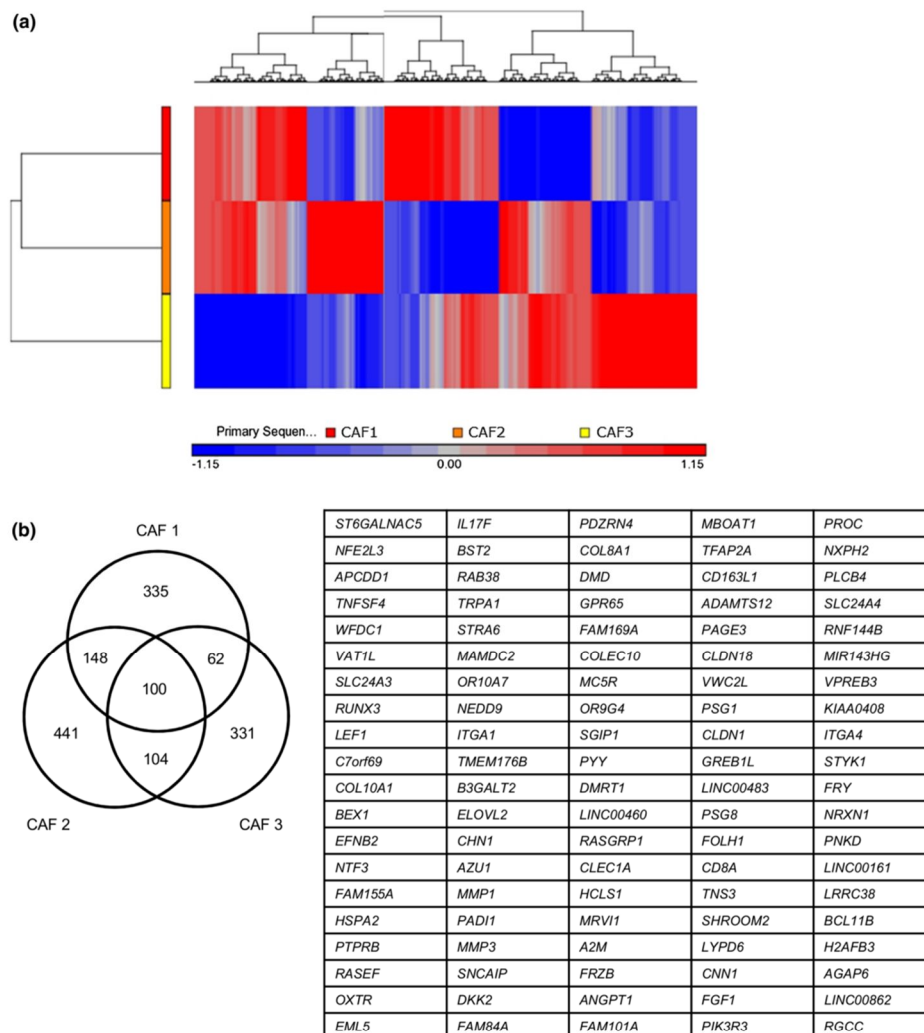 (a)
Primary Sequen... CAF1 CAF2 CAF3
-1.15 0.00 1.15
(b)
CAF 1
335
148 62
100
441 331
104
CAF 2 CAF 3
ST6GALNAC5 IL17F PDZRN4 MBOAT1 PROC
NFE2L3 BST2 COL8A1 TFAP2A NXPH2
APCDD1 RAB38 DMD CD163L1 PLCB4
TNFSF4 TRPA1 GPR65 ADAMTS12 SLC24A4
WFDC1 STRA6 FAM169A PAGE3 RNF144B
VAT1L MAMDC2 COLEC10 CLDN18 MIR143HG
SLC24A3 OR10A7 MC5R VWC2L VPREB3
RUNX3 NEDD9 OR9G4 PSG1 KIAA0408
LEF1 ITGA1 SGIP1 CLDN1 ITGA4
C7orf69 TMEM176B PYY GREB1L STYK1
COL10A1 B3GALT2 DMRT1 LINC00483 FRY
BEX1 ELOVL2 LINC00460 PSG8 NRXN1
EFNB2 CHN1 RASGRP1 FOLH1 PNKD
NTF3 AZU1 CLEC1A CD8A LINC00161
FAM155A MMP1 HCLS1 TNS3 LRRC38
HSPA2 PADI1 MRVI1 SHROOM2 BCL11B
PTPRB MMP3 A2M LYPD6 H2AFB3
RASEF SNCAIP FRZB CNN1 AGAP6
OXTR DKK2 ANGPT1 FGF1 LINC00862
EML5 FAM84A FAM101A PIK3R3 RGCC